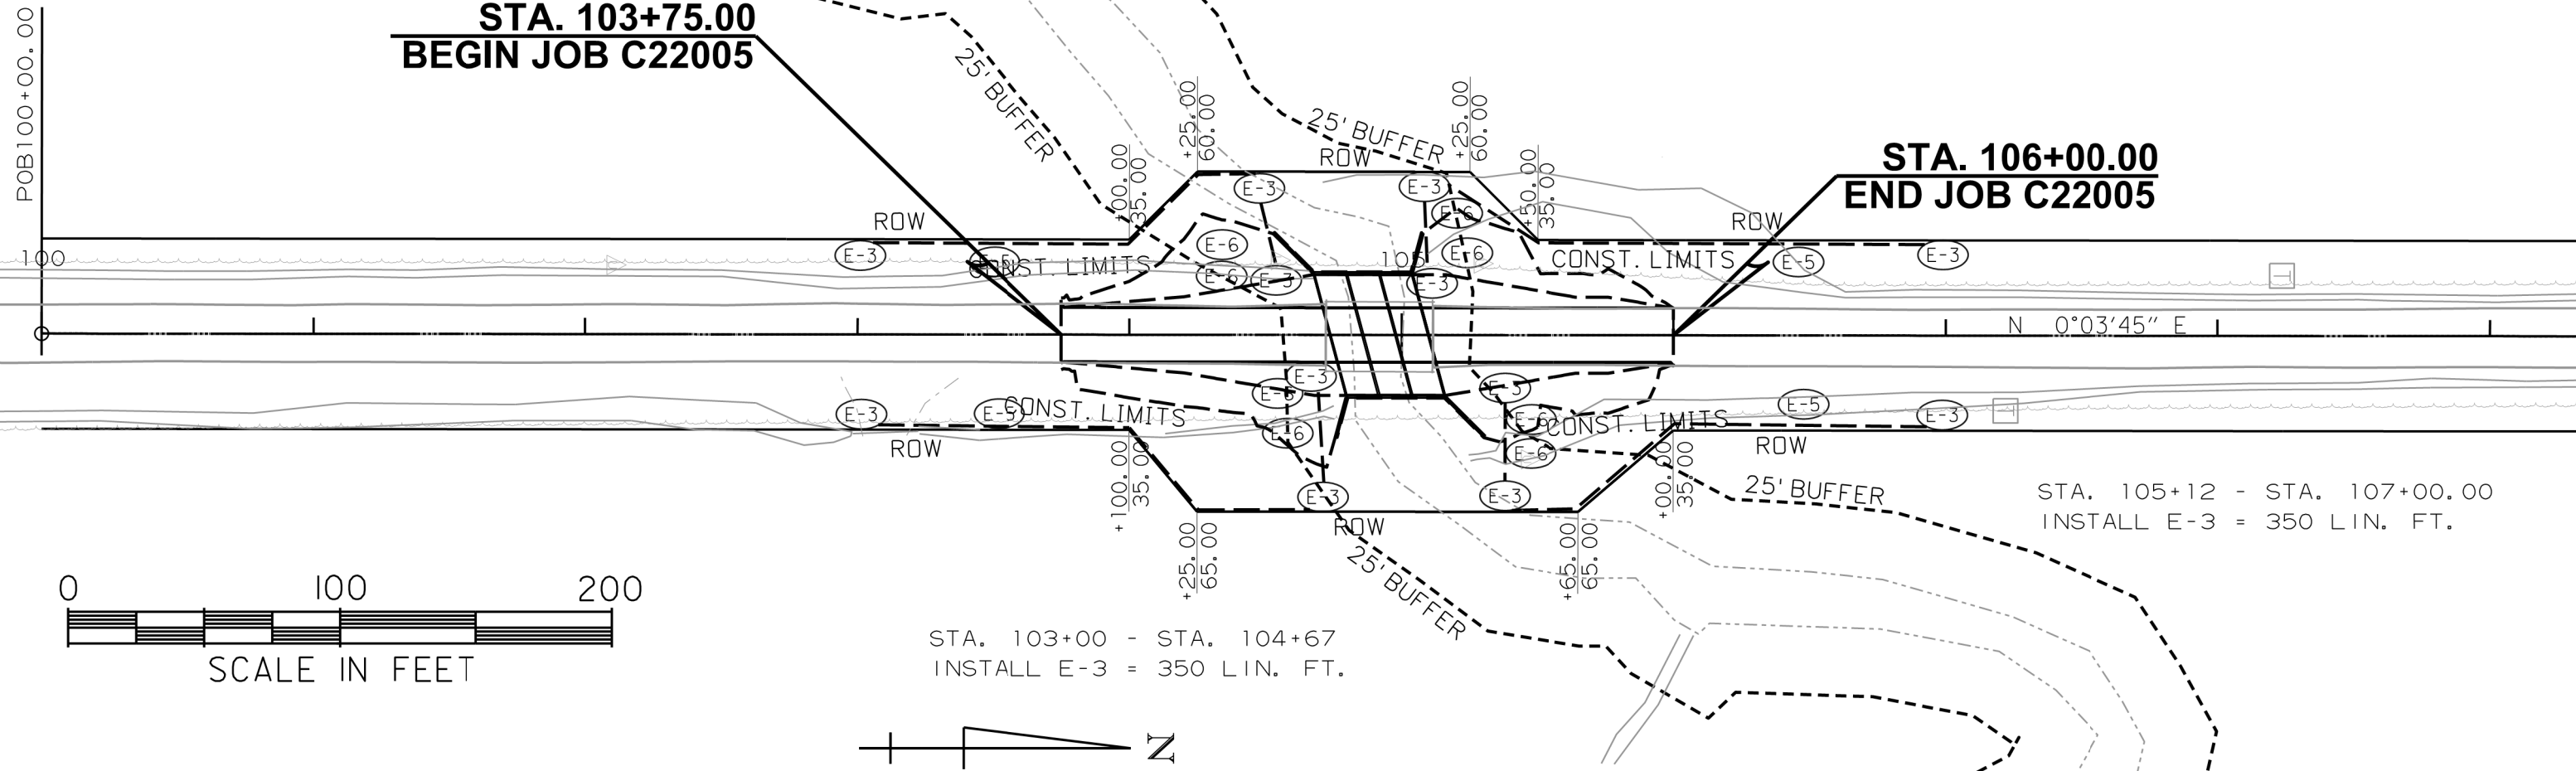 STA. 103+75.00
BEGIN JOB C22005
POB100+00.00
25' BUFFER
+25.00
60.00
25' BUFFER
+25.00
60.00
STA. 106+00.00
END JOB C22005
+00.00
35.00
ROW
+50.00
35.00
E-3
E-3
ROW
E-6
ROW
100
E-3
E-5
CONST. LIMITS
E-6
E-6
E-3
105
E-6
E-3
CONST. LIMITS
E-5
E-3
N 0°03'45" E
E-3
E-5
CONST. LIMITS
E-6
E-3
E-3
E-5
E-3
ROW
E-6
E-6
CONST. LIMITS
E-6
ROW
+100.00
35.00
E-3
E-3
+00.00
35.00
25' BUFFER
STA. 105+12 - STA. 107+00.00
INSTALL E-3 = 350 LIN. FT.
ROW
+25.00
65.00
25' BUFFER
+65.00
65.00
0 100 200
SCALE IN FEET
STA. 103+00 - STA. 104+67
INSTALL E-3 = 350 LIN. FT.
N